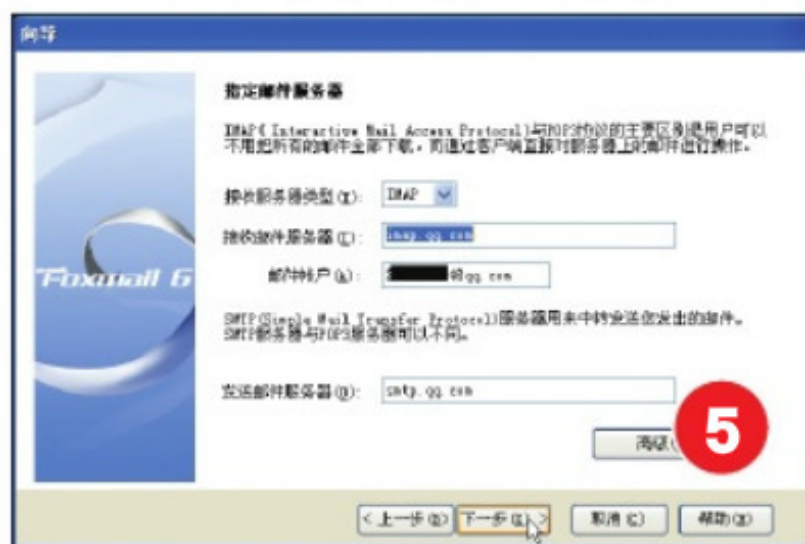 向导
指定邮件服务器
IMAP( Interactive Mail Access Protocol)与POP3协议的主要区别是用户可以
不用把所有的邮件全部下载，而通过客户端直接对服务器上的邮件进行操作。
接收服务器类型(T): IMAP
接收邮件服务器(C): imap.qq.com
邮件帐户(A): @qq.com
SMTP(Simple Mail Transfer Protocol)服务器用来中转发送您发出的邮件。
SMTP服务器与POP3服务器可以不同。
发送邮件服务器(O): smtp.qq.com
高级
5
Foxmail 6
< 上一步(B) 下一步(X) > 取消(C) 帮助(H)